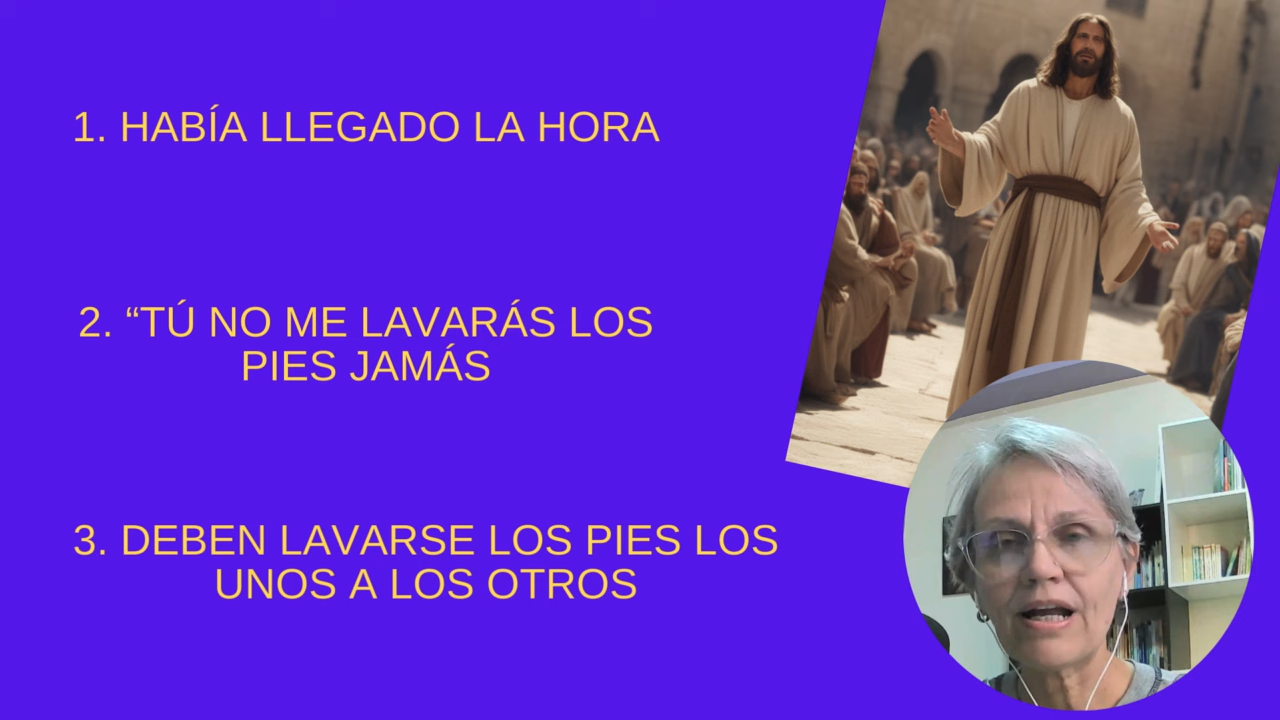 1. HABÍA LLEGADO LA HORA
2. “TÚ NO ME LAVARÁS LOS
PIES JAMÁS
3. DEBEN LAVARSE LOS PIES LOS
UNOS A LOS OTROS